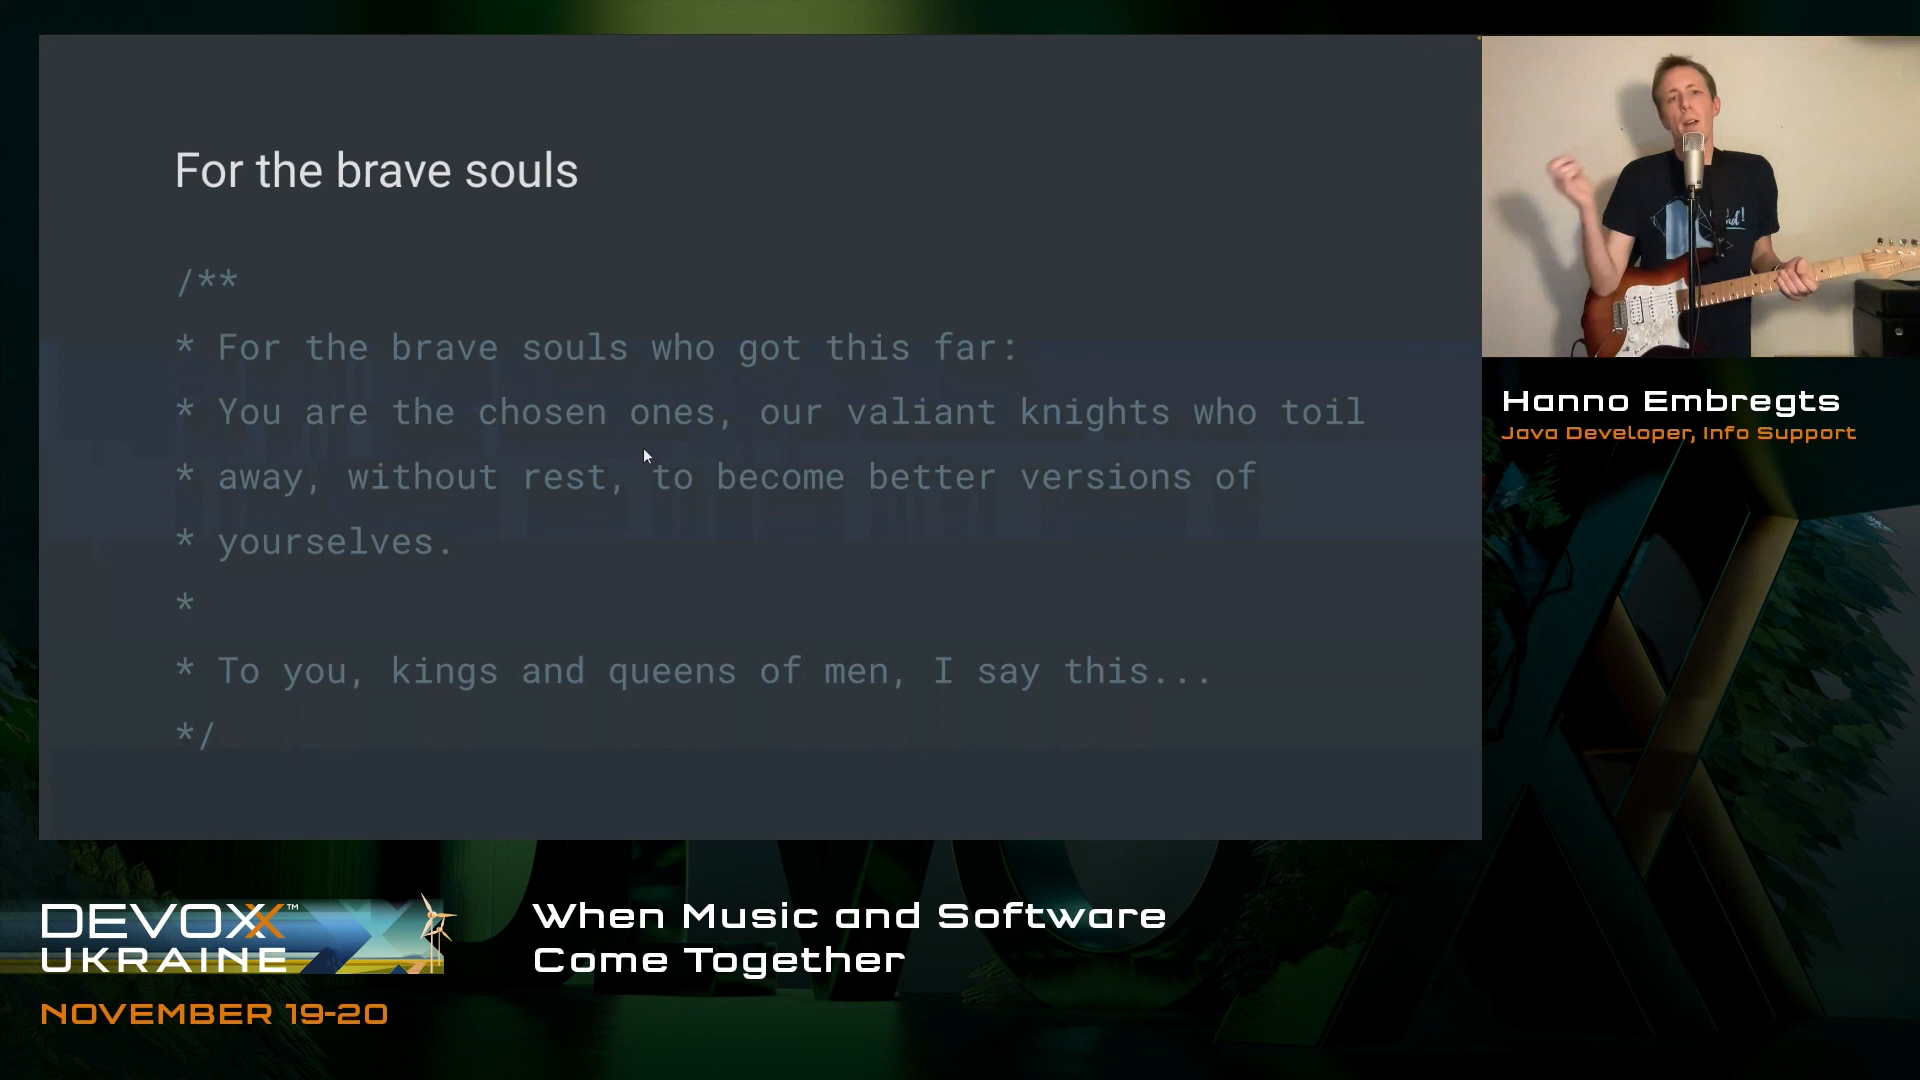 For the brave souls
/**
* For the brave souls who got this far:
* You are the chosen ones, our valiant knights who toil
* away, without rest, to become better versions of
* yourselves.
*
* To you, kings and queens of men, I say this...
*/
Hanno Embregts
Java Developer, Info Support
DEVOXX™
UKRAINE
NOVEMBER 19-20
When Music and Software
Come Together